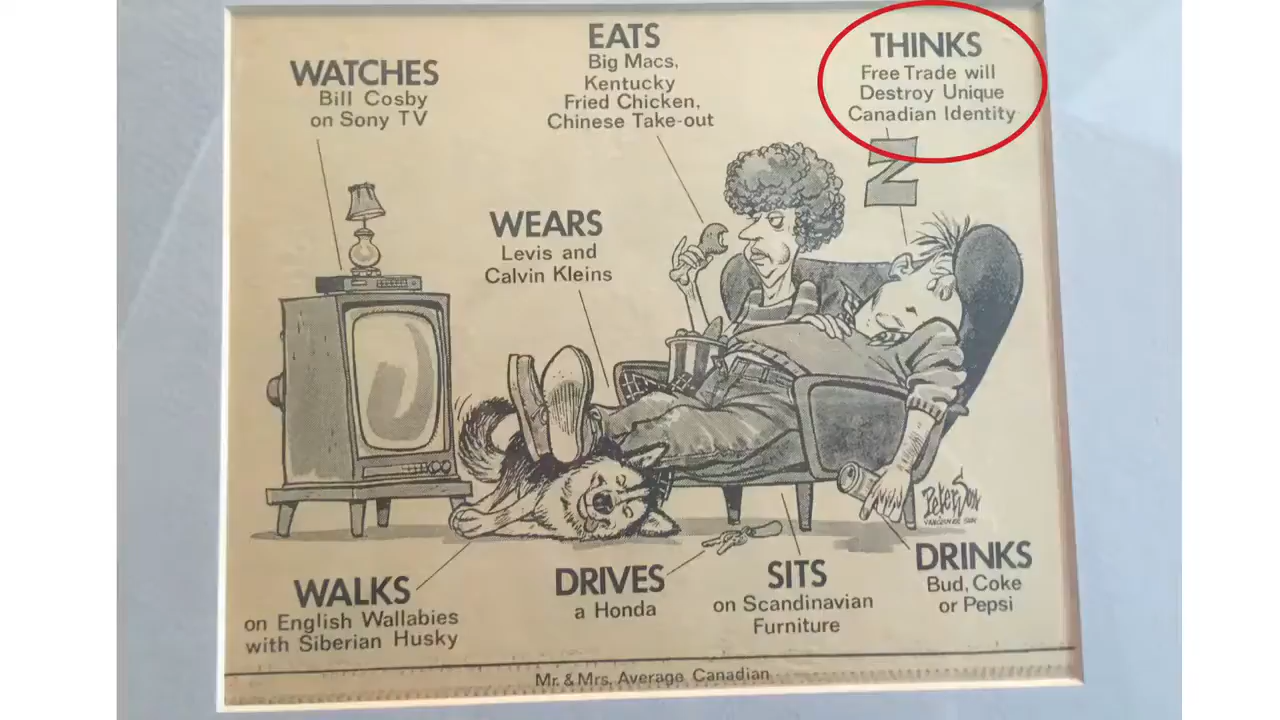 WATCHES
Bill Cosby
on Sony TV
EATS
Big Macs,
Kentucky
Fried Chicken,
Chinese Take-out
THINKS
Free Trade will
Destroy Unique
Canadian Identity
Z
WEARS
Levis and
Calvin Kleins
Peterson
VANCOUVER SUN
WALKS
on English Wallabies
with Siberian Husky
DRIVES
a Honda
SITS
on Scandinavian
Furniture
DRINKS
Bud, Coke
or Pepsi
Mr. & Mrs. Average Canadian